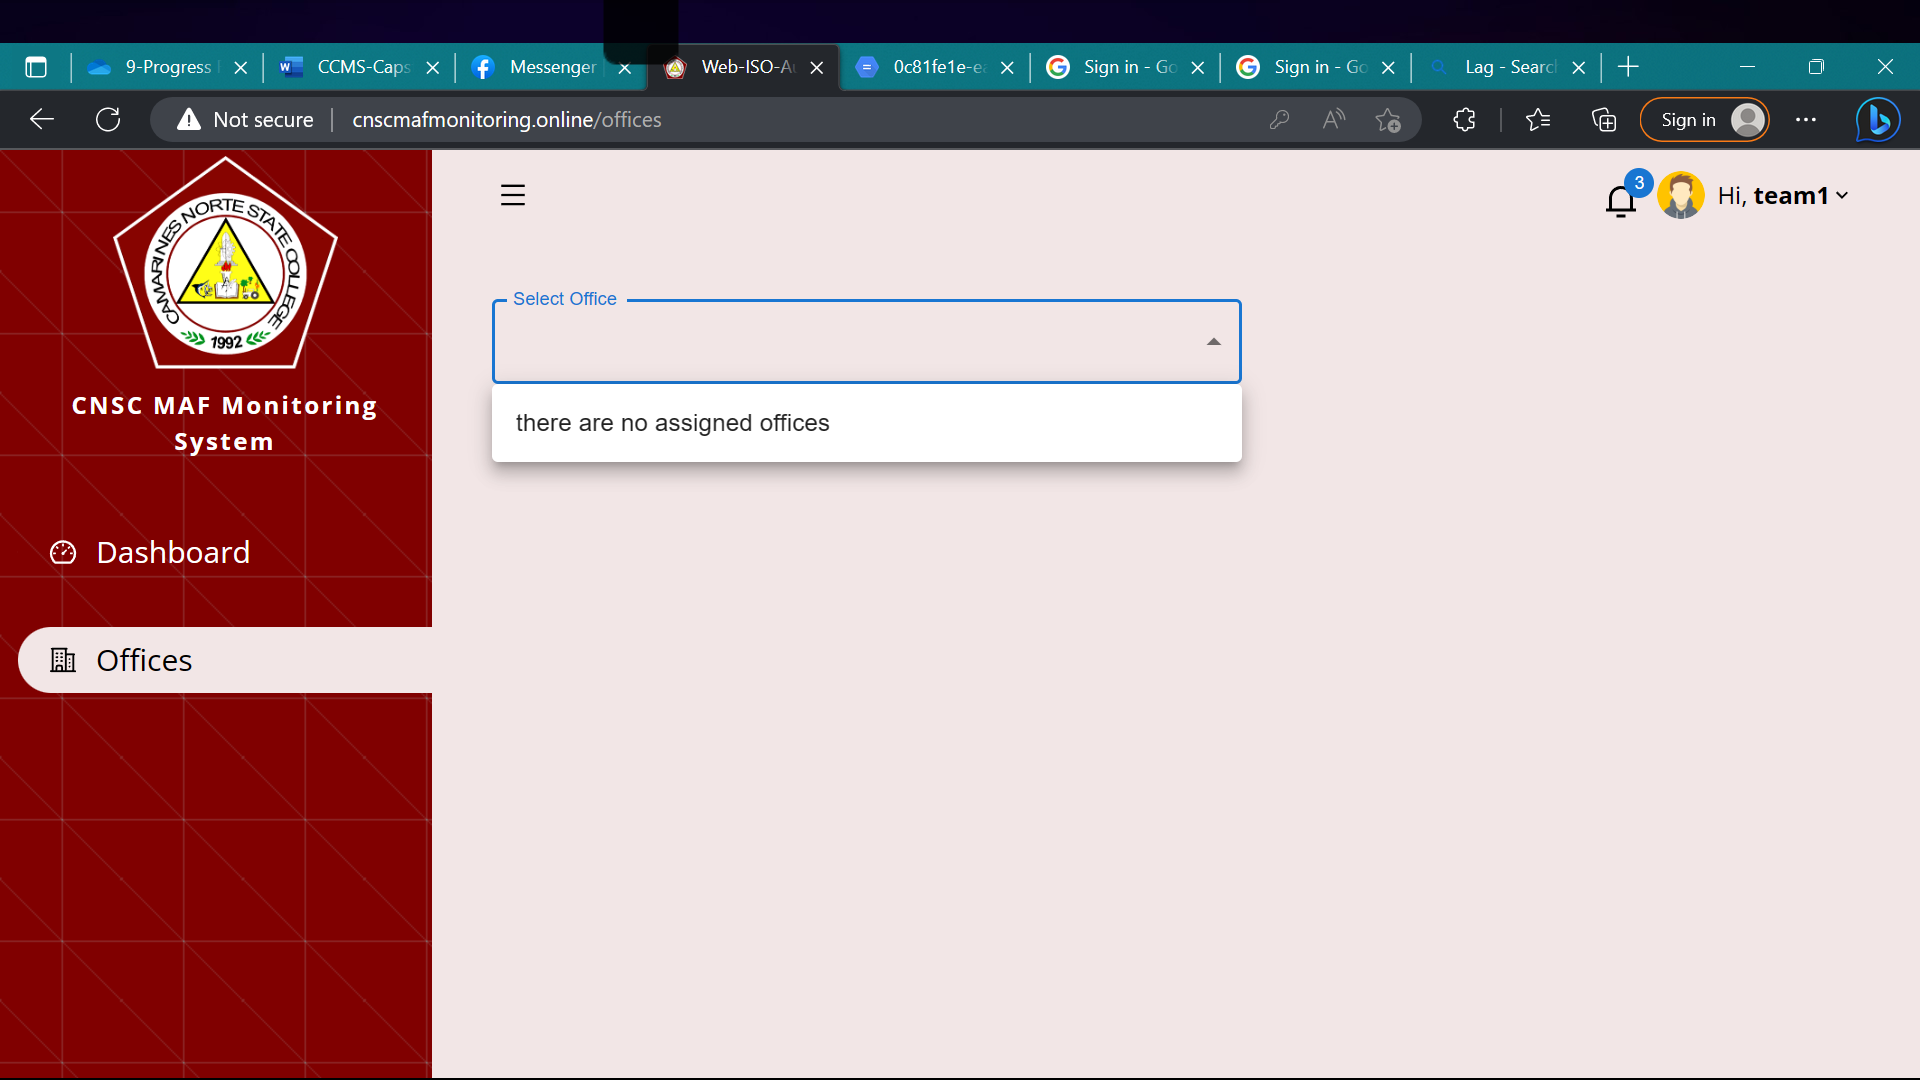 9-Progress
CCMS-Caps
Messenger
Web-ISO-Au
0c81fe1e-ea
Sign in - Go
Sign in - Go
Lag - Search
Not secure
cnscmafmonitoring.online/offices
Sign in
CAMARINES NORTE STATE COLLEGE
1992
CNSC MAF Monitoring
System
Dashboard
Offices
3
Hi, team1
Select Office
there are no assigned offices